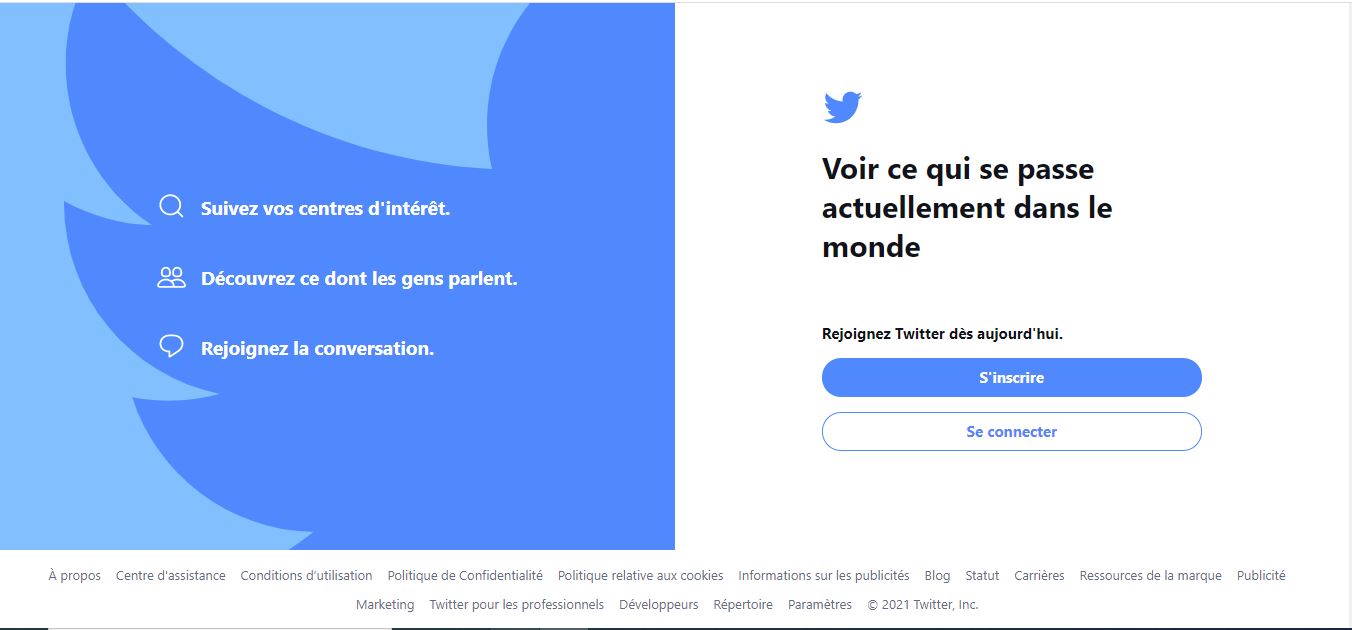 Suivez vos centres d'intérêt.
Découvrez ce dont les gens parlent.
Rejoignez la conversation.
Voir ce qui se passe
actuellement dans le
monde
Rejoignez Twitter dès aujourd'hui.
S'inscrire
Se connecter
À propos Centre d'assistance Conditions d’utilisation Politique de Confidentialité Politique relative aux cookies Informations sur les publicités Blog Statut Carrières Ressources de la marque Publicité
Marketing Twitter pour les professionnels Développeurs Répertoire Paramètres © 2021 Twitter, Inc.